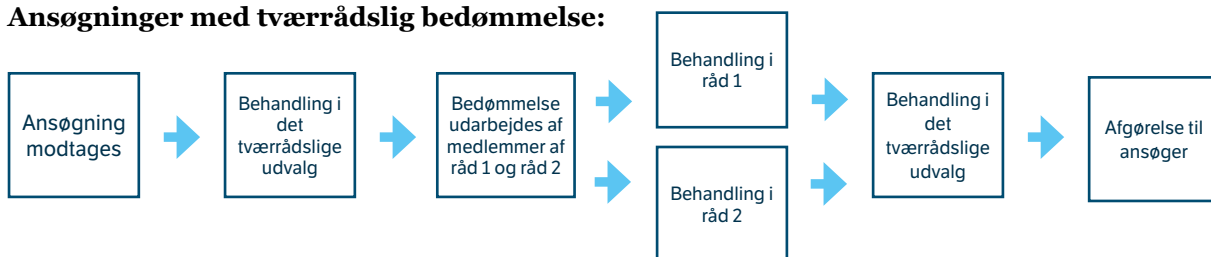 Ansøgninger med tværrådslig bedømmelse:
Ansøgning
modtages
Behandling i
det
tværrådslige
udvalg
Bedømmelse
udarbejdes af
medlemmer af
råd 1 og råd 2
Behandling i
råd 1
Behandling i
råd 2
Behandling i
det
tværrådslige
udvalg
Afgørelse til
ansøger